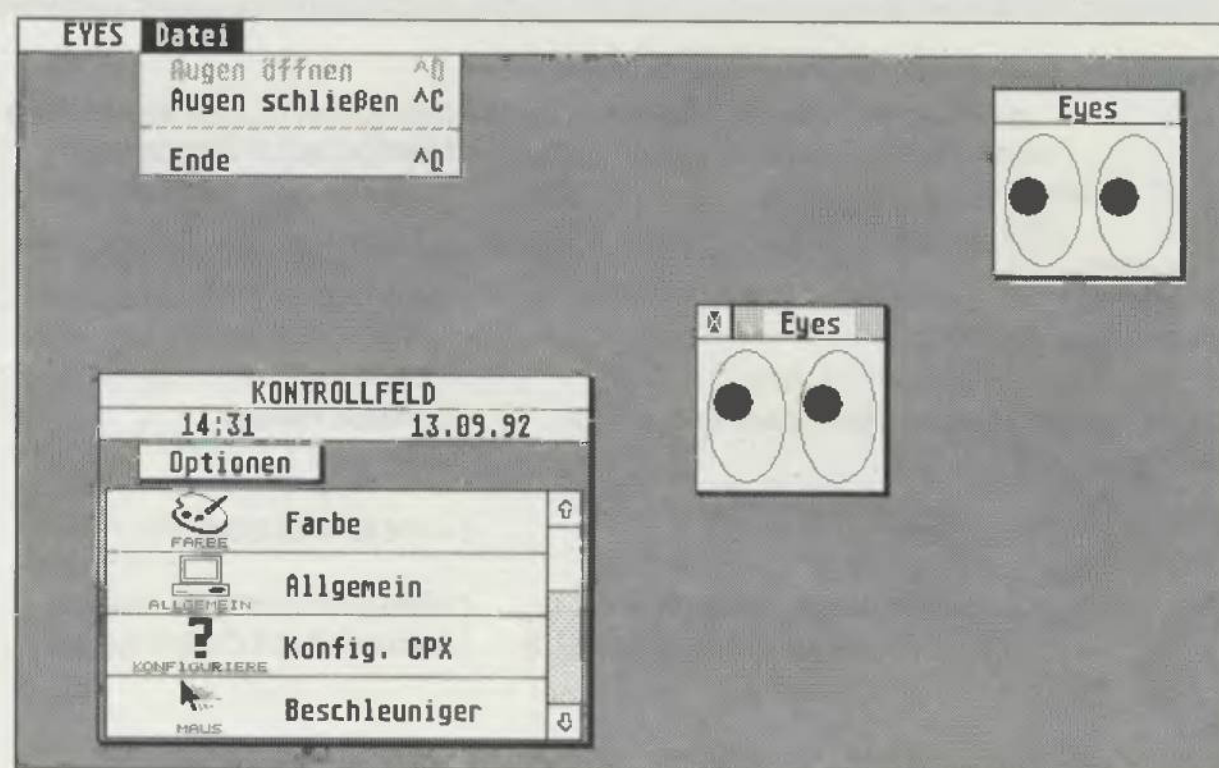 EYES Datei
Augen öffnen ^O
Augen schließen ^C
Ende ^Q
Eyes
Eyes
KONTROLLFELD
14:31 13.09.92
Optionen
FARBE Farbe
ALLGEMEIN Allgemein
KONFIGURIERE Konfig. CPX
MAUS Beschleuniger